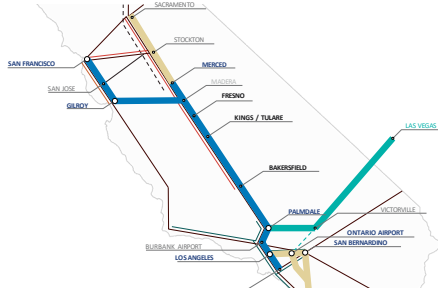 SACRAMENTO
STOCKTON
SAN FRANCISCO
MERCED
MADERA
SAN JOSE
FRESNO
GILROY
KINGS / TULARE
LAS VEGAS
BAKERSFIELD
PALMDALE
VICTORVILLE
ONTARIO AIRPORT
BURBANK AIRPORT
SAN BERNARDINO
LOS ANGELES